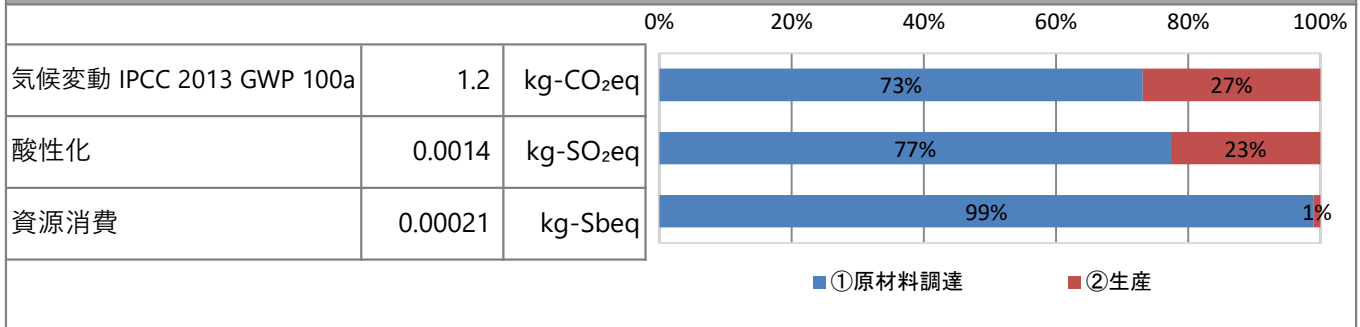 0% 20% 40% 60% 80% 100%
気候変動 IPCC 2013 GWP 100a 1.2 kg-CO₂eq 73% 27%
酸性化 0.0014 kg-SO₂eq 77% 23%
資源消費 0.00021 kg-Sbeq 99% 1%
①原材料調達 ②生産